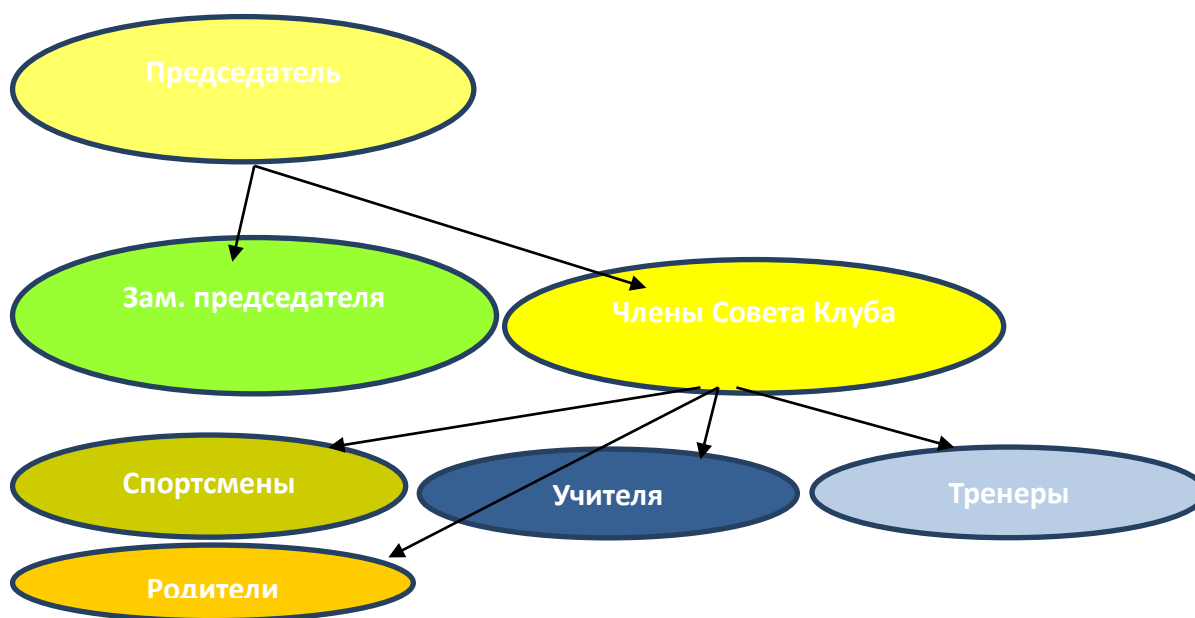 Председатель
Зам. председателя
Члены Совета Клуба
Спортсмены
Учителя
Тренеры
Родители